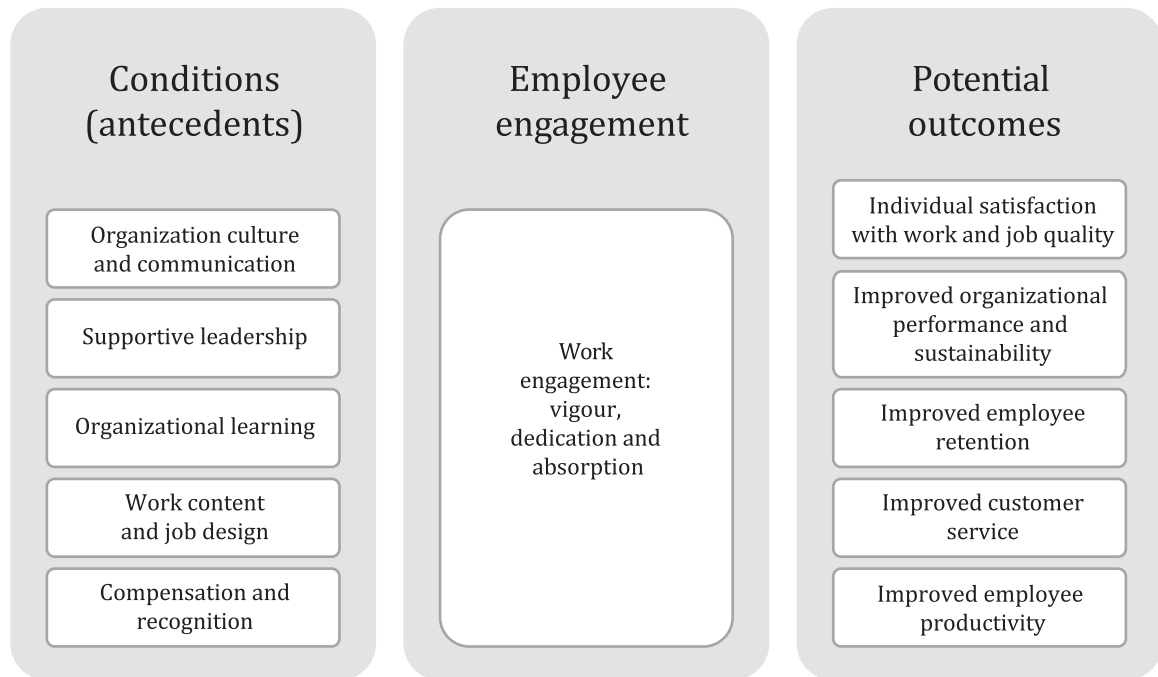 Conditions
(antecedents)
Organization culture
and communication
Supportive leadership
Organizational learning
Work content
and job design
Compensation and
recognition
Employee
engagement
Work
engagement:
vigour,
dedication and
absorption
Potential
outcomes
Individual satisfaction
with work and job quality
Improved organizational
performance and
sustainability
Improved employee
retention
Improved customer
service
Improved employee
productivity